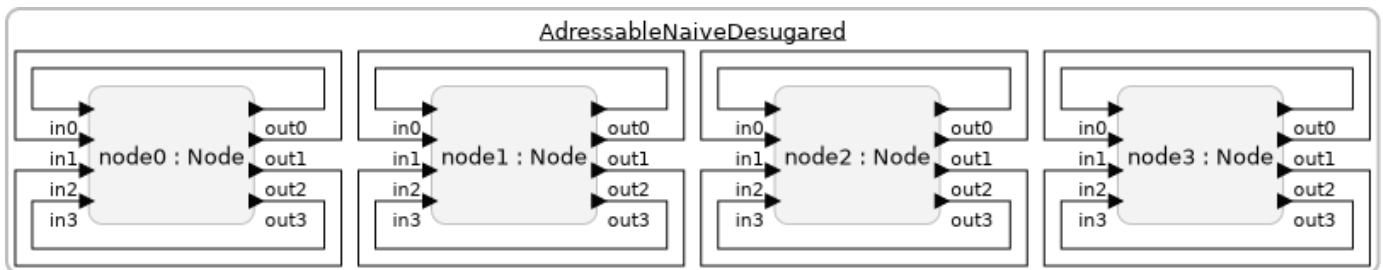 AdressableNaiveDesugared
in0 out0 in0 out0 in0 out0 in0 out0
in1 node0 : Node out1 in1 node1 : Node out1 in1 node2 : Node out1 in1 node3 : Node out1
in2 out2 in2 out2 in2 out2 in2 out2
in3 out3 in3 out3 in3 out3 in3 out3